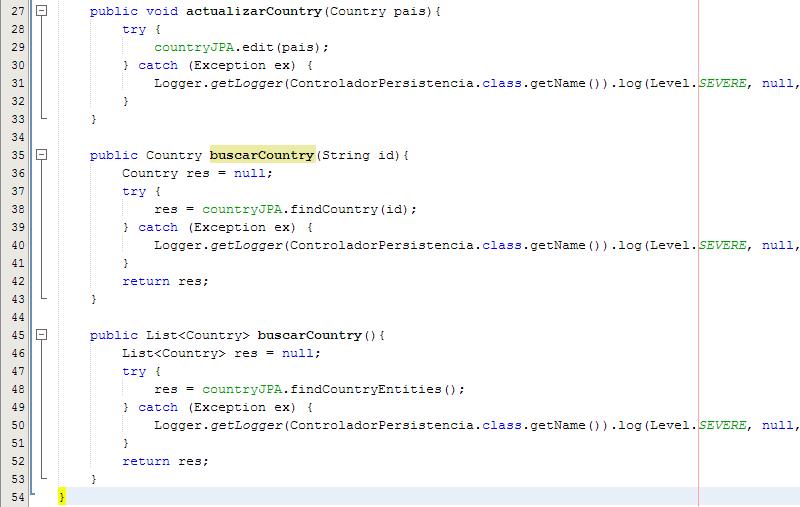 27 public void actualizarCountry(Country pais){
28 try {
29 countryJPA.edit(pais);
30 } catch (Exception ex) {
31 Logger.getLogger(ControladorPersistencia.class.getName()).log(Level.SEVERE, null,
32 }
33 }
34
35 public Country buscarCountry(String id){
36 Country res = null;
37 try {
38 res = countryJPA.findCountry(id);
39 } catch (Exception ex) {
40 Logger.getLogger(ControladorPersistencia.class.getName()).log(Level.SEVERE, null,
41 }
42 return res;
43 }
44
45 public List<Country> buscarCountry(){
46 List<Country> res = null;
47 try {
48 res = countryJPA.findCountryEntities();
49 } catch (Exception ex) {
50 Logger.getLogger(ControladorPersistencia.class.getName()).log(Level.SEVERE, null,
51 }
52 return res;
53 }
54 }